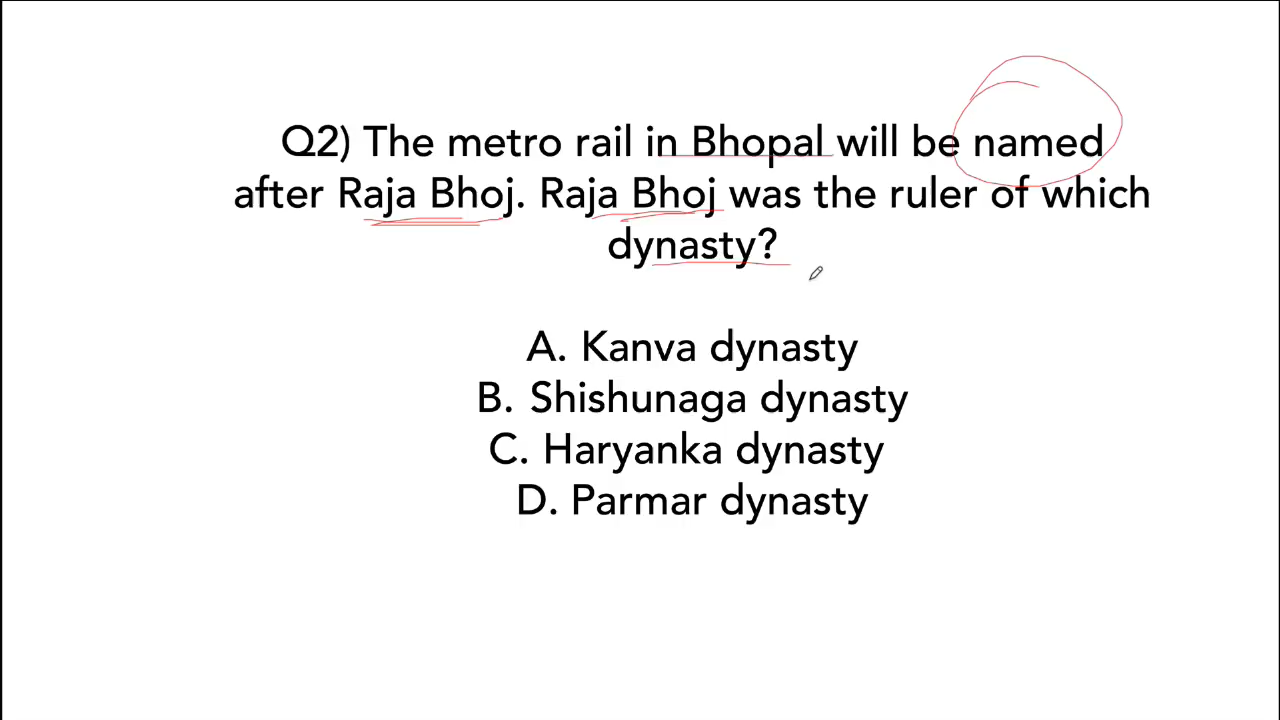 Q2) The metro rail in Bhopal will be named
after Raja Bhoj. Raja Bhoj was the ruler of which
dynasty?
A. Kanva dynasty
B. Shishunaga dynasty
C. Haryanka dynasty
D. Parmar dynasty